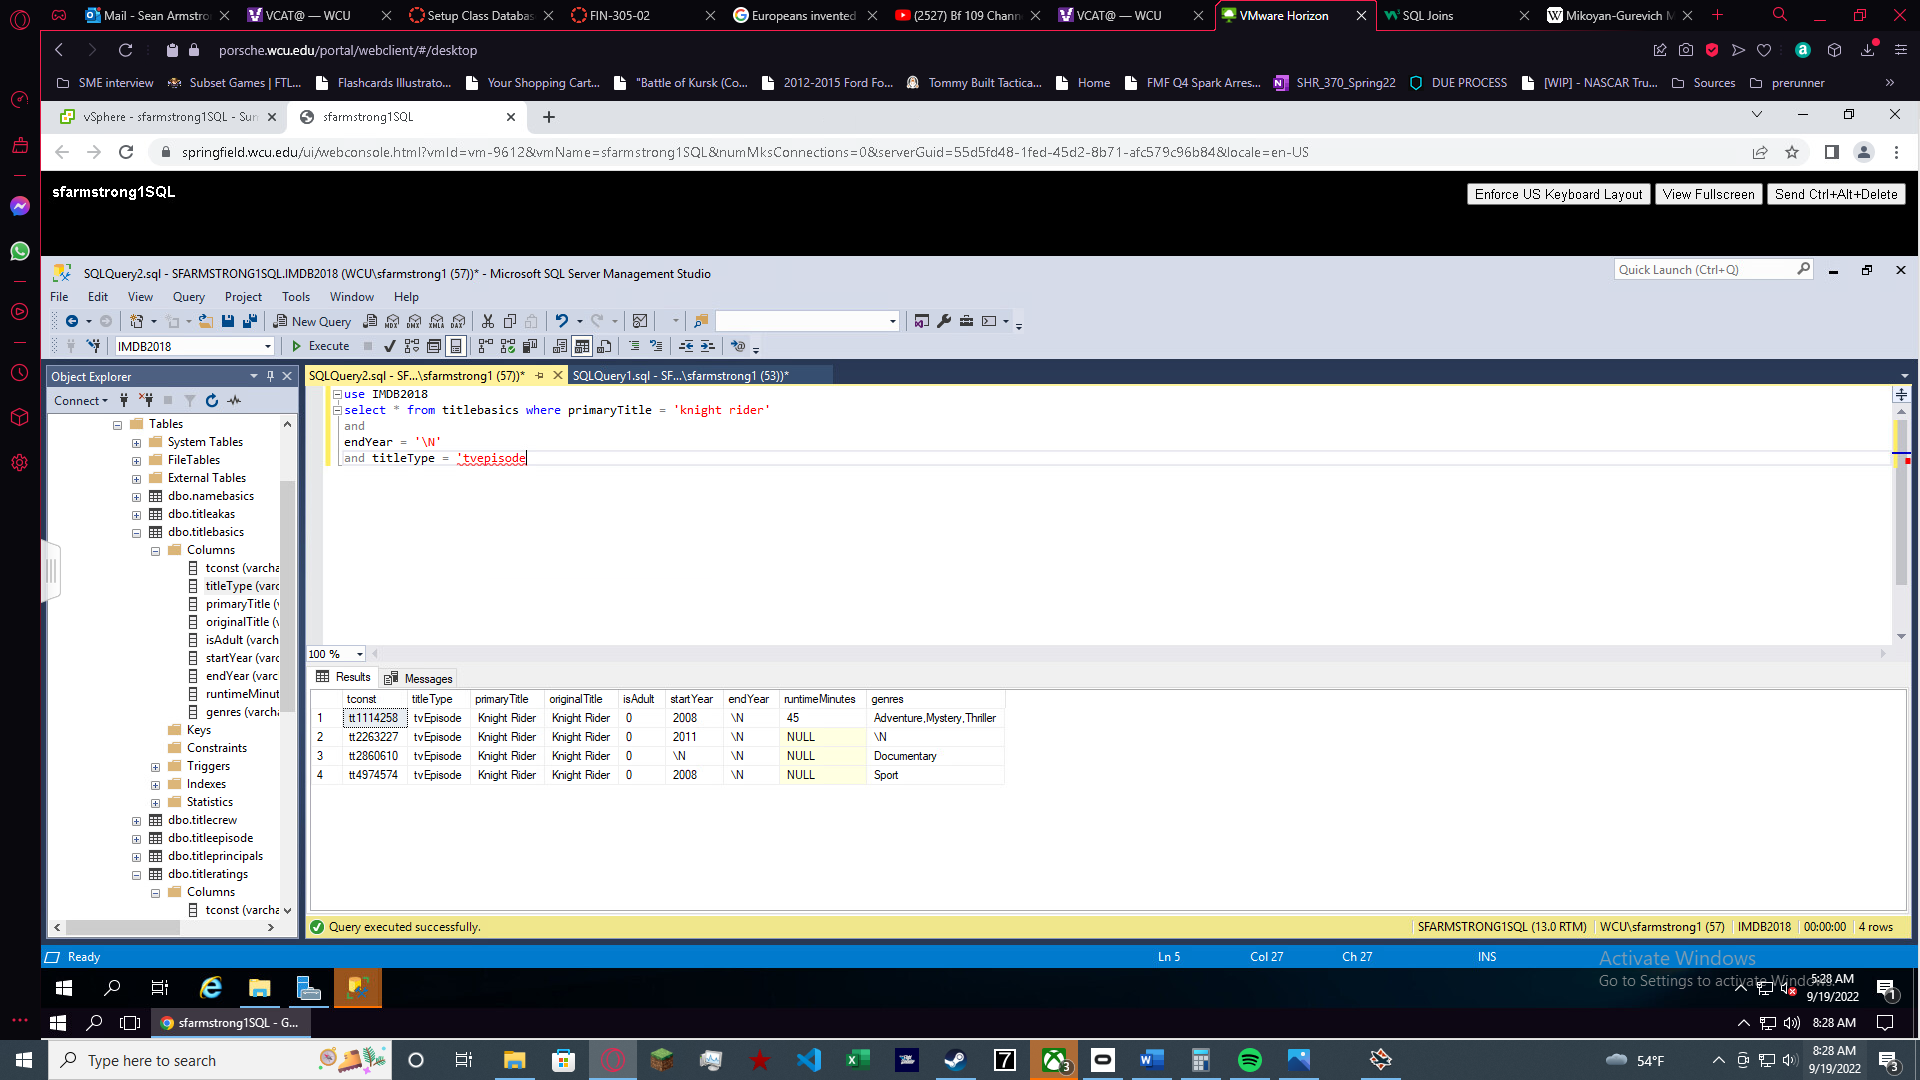 Mail - Sean Armstro
VCAT@ — WCU
Setup Class Databas
FIN-305-02
Europeans invented
(2527) Bf 109 Chann
VCAT@ — WCU
VMware Horizon
SQL Joins
Mikoyan-Gurevich M
porsche.wcu.edu/portal/webclient/#/desktop
SME interview
Subset Games | FTL...
Flashcards Illustrato...
Your Shopping Cart...
"Battle of Kursk (Co...
2012-2015 Ford Fo...
Tommy Built Tactica...
Home
FMF Q4 Spark Arres...
SHR_370_Spring22
DUE PROCESS
[WIP] - NASCAR Tru...
Sources
prerunner
vSphere - sfarmstrong1SQL - Sum
sfarmstrong1SQL
springfield.wcu.edu/ui/webconsole.html?vmId=vm-9612&vmName=sfarmstrong1SQL&numMksConnections=0&serverGuid=55d5fd48-1fed-45d2-8b71-afc579c96b84&locale=en-US
sfarmstrong1SQL
Enforce US Keyboard Layout
View Fullscreen
Send Ctrl+Alt+Delete
SQLQuery2.sql - SFARMSTRONG1SQL.IMDB2018 (WCU\sfarmstrong1 (57))* - Microsoft SQL Server Management Studio
Quick Launch (Ctrl+Q)
File Edit View Query Project Tools Window Help
New Query
MDX DMX XMLA DAX
IMDB2018
Execute
Object Explorer
SQLQuery2.sql - SF...\sfarmstrong1 (57))*
SQLQuery1.sql - SF...\sfarmstrong1 (53))*
Connect
Tables
System Tables
FileTables
External Tables
dbo.namebasics
dbo.titleakas
dbo.titlebasics
Columns
tconst (varcha
titleType (varc
primaryTitle (v
originalTitle (v
isAdult (varch
startYear (varc
endYear (varc
runtimeMinut
genres (varcha
Keys
Constraints
Triggers
Indexes
Statistics
dbo.titlecrew
dbo.titleepisode
dbo.titleprincipals
dbo.titleratings
Columns
tconst (varcha
use IMDB2018
select * from titlebasics where primaryTitle = 'knight rider'
and
endYear = '\N'
and titleType = 'tvepisode
100 %
Results
Messages
tconst titleType primaryTitle originalTitle isAdult startYear endYear runtimeMinutes genres
1 tt1114258 tvEpisode Knight Rider Knight Rider 0 2008 \N 45 Adventure,Mystery,Thriller
2 tt2263227 tvEpisode Knight Rider Knight Rider 0 2011 \N NULL \N
3 tt2860610 tvEpisode Knight Rider Knight Rider 0 \N \N NULL Documentary
4 tt4974574 tvEpisode Knight Rider Knight Rider 0 2008 \N NULL Sport
Query executed successfully.
SFARMSTRONG1SQL (13.0 RTM)
WCU\sfarmstrong1 (57)
IMDB2018
00:00:00
4 rows
Ready
Ln 5
Col 27
Ch 27
INS
Activate Windows
Go to Settings to activate Windows.
5:28 AM
9/19/2022
1
sfarmstrong1SQL - G...
8:28 AM
Type here to search
7
3
54°F
8:28 AM
9/19/2022
3